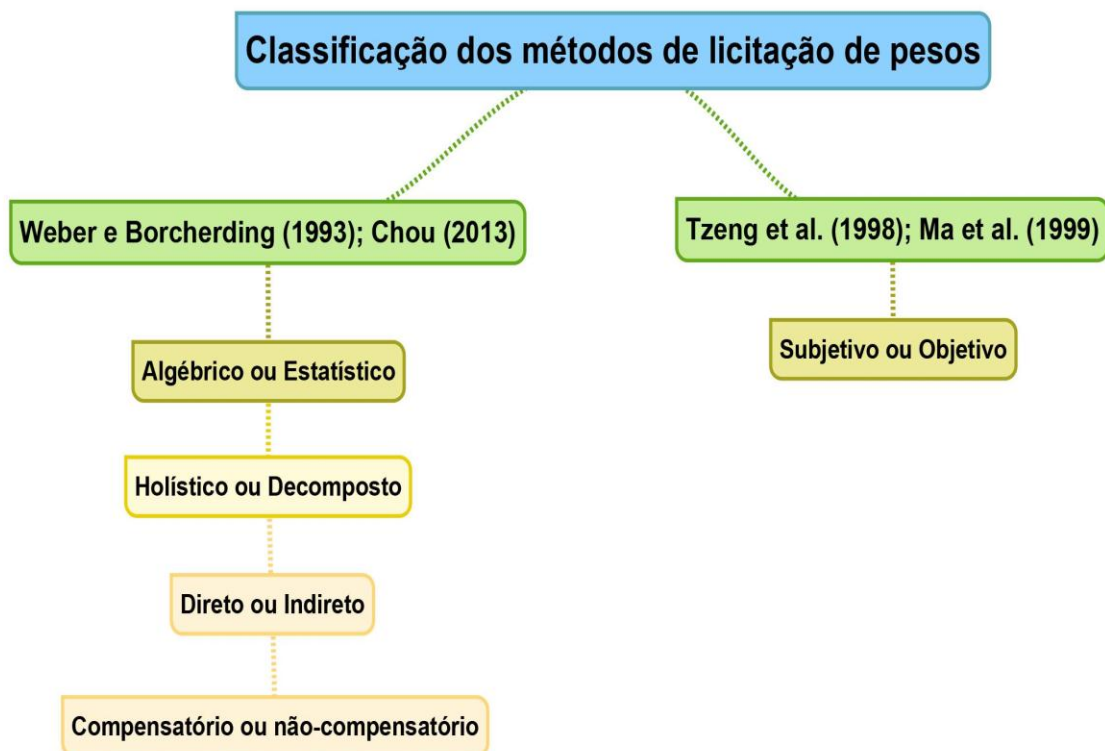 Classificação dos métodos de licitação de pesos
Weber e Borcherding (1993); Chou (2013)
Tzeng et al. (1998); Ma et al. (1999)
Algébrico ou Estatístico
Subjetivo ou Objetivo
Holístico ou Decomposto
Direto ou Indireto
Compensatório ou não-compensatório